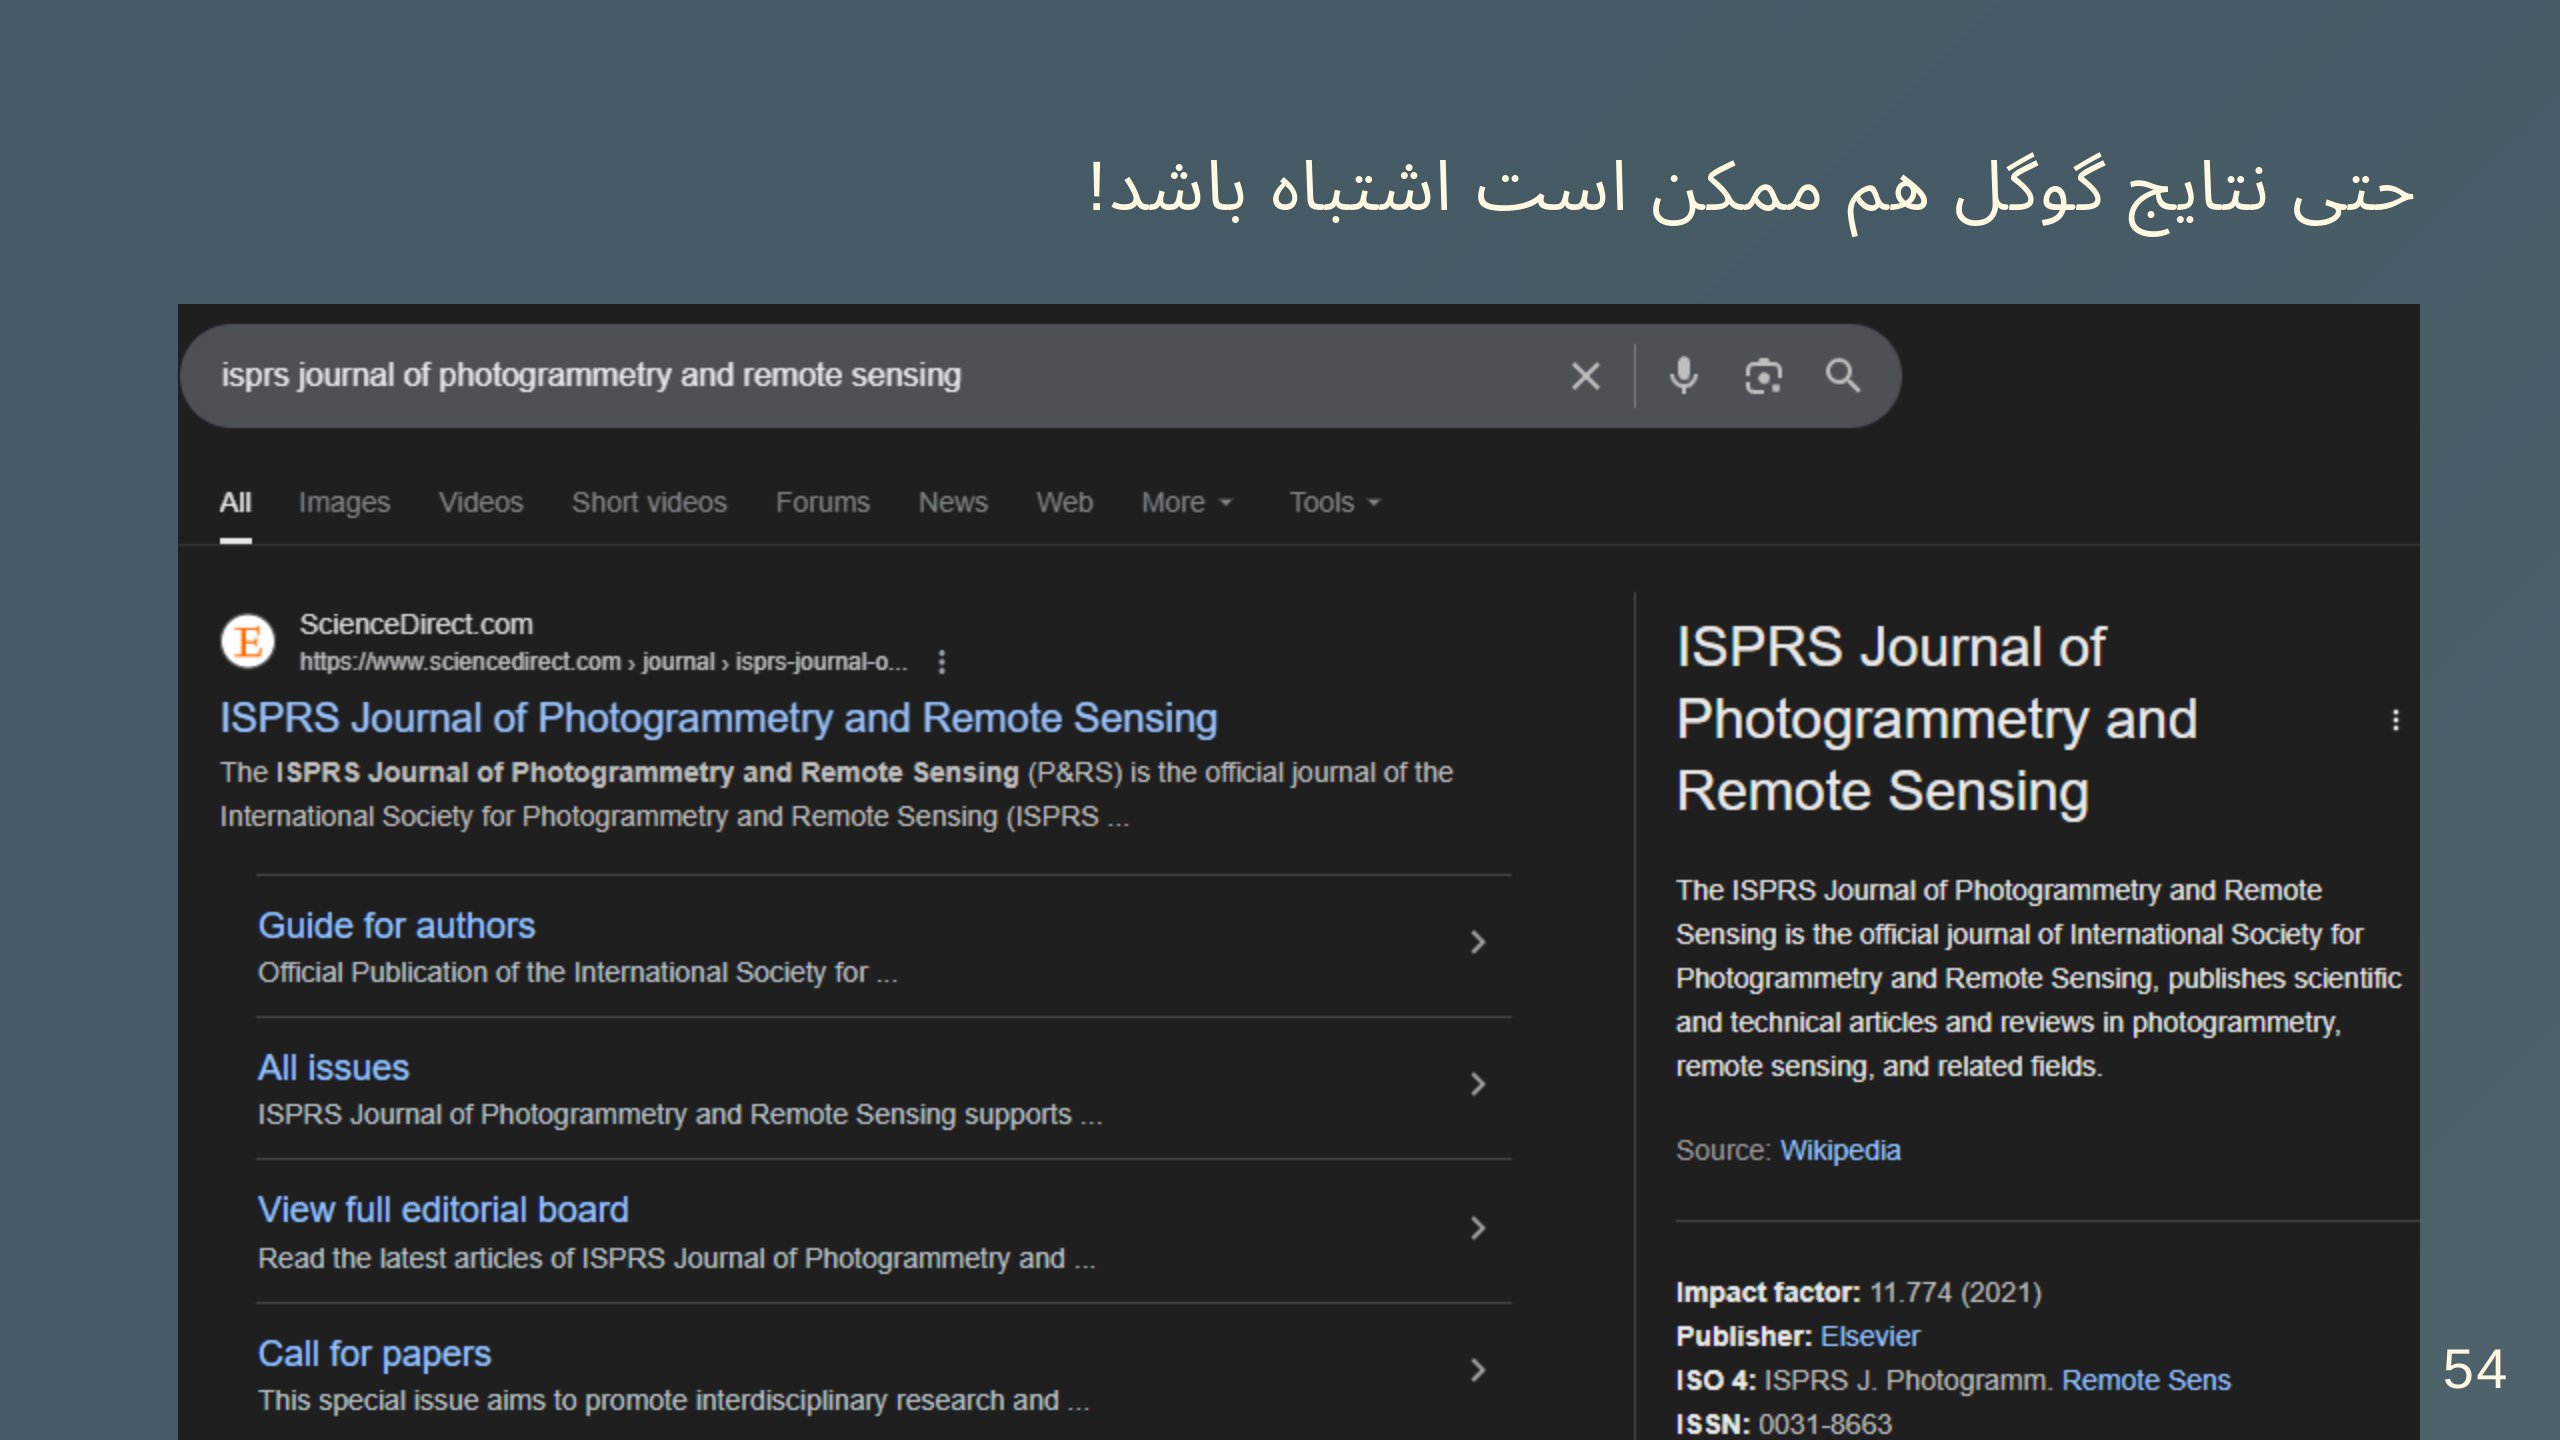 حتی نتایج گوگل هم ممکن است اشتباه باشد!
isprs journal of photogrammetry and remote sensing
All Images Videos Short videos Forums News Web More Tools
ScienceDirect.com
https://www.sciencedirect.com › journal › isprs-journal-o...
ISPRS Journal of Photogrammetry and Remote Sensing
The ISPRS Journal of Photogrammetry and Remote Sensing (P&RS) is the official journal of the
International Society for Photogrammetry and Remote Sensing (ISPRS ...
Guide for authors
Official Publication of the International Society for ...
All issues
ISPRS Journal of Photogrammetry and Remote Sensing supports ...
View full editorial board
Read the latest articles of ISPRS Journal of Photogrammetry and ...
Call for papers
This special issue aims to promote interdisciplinary research and ...
ISPRS Journal of
Photogrammetry and
Remote Sensing
The ISPRS Journal of Photogrammetry and Remote
Sensing is the official journal of International Society for
Photogrammetry and Remote Sensing, publishes scientific
and technical articles and reviews in photogrammetry,
remote sensing, and related fields.
Source: Wikipedia
Impact factor: 11.774 (2021)
Publisher: Elsevier
ISO 4: ISPRS J. Photogramm. Remote Sens
ISSN: 0031-8663
54